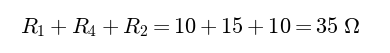 R₁ + R₄ + R₂ = 10 + 15 + 10 = 35 Ω